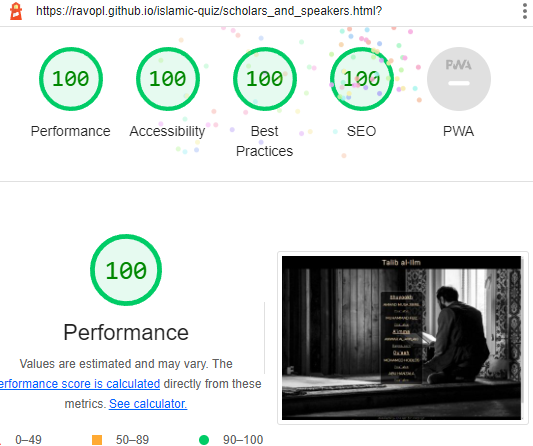 https://ravopl.github.io/islamic-quiz/scholars_and_speakers.html?
100 100 100 100 PWA
Performance Accessibility Best Practices SEO PWA
100
Performance
Values are estimated and may vary. The
erformance score is calculated directly from these
metrics. See calculator.
0–49 50–89 90–100
Talib al-Ilm